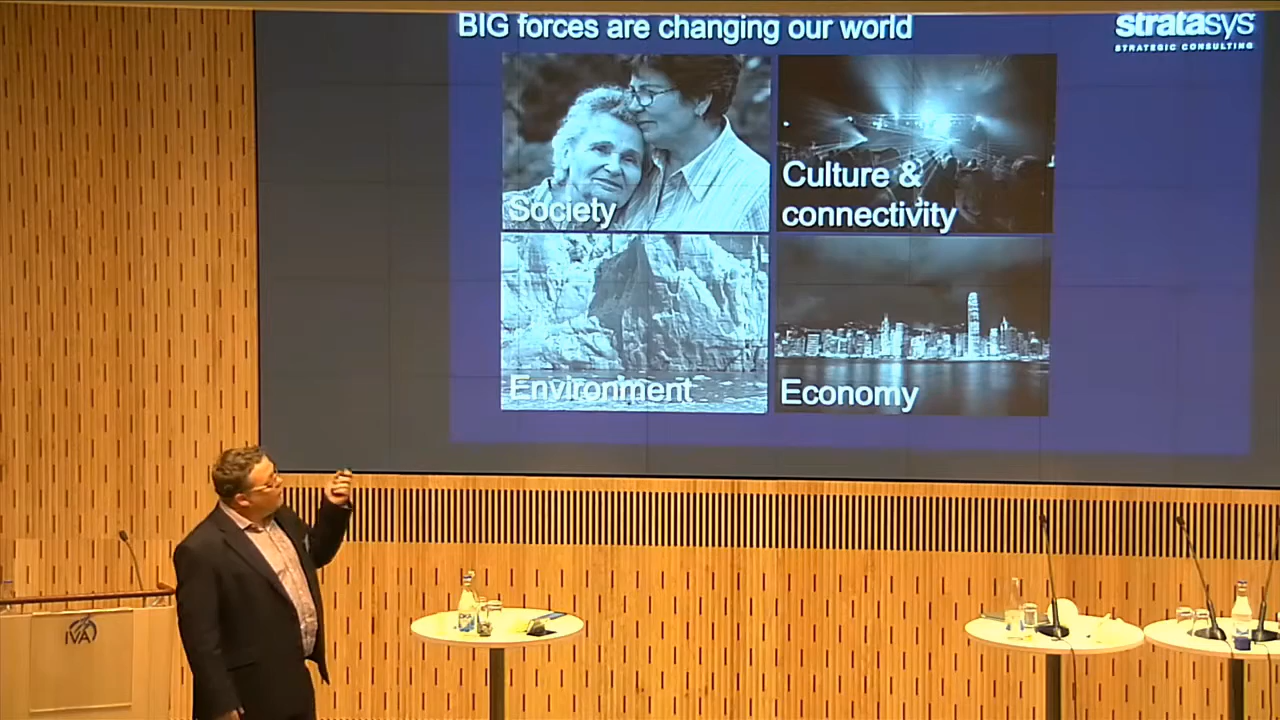 BIG forces are changing our world
stratasys
STRATEGIC CONSULTING
Society
Culture &
connectivity
Environment
Economy
IVA